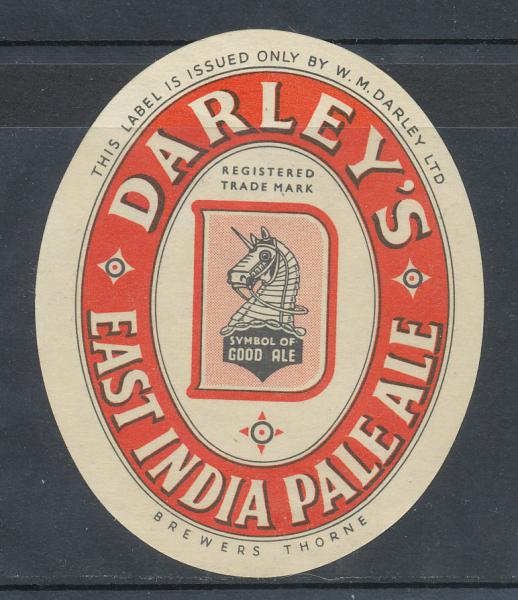 THIS LABEL IS ISSUED ONLY BY W.M.DARLEY LTD
DARLEY'S
REGISTERED
TRADE MARK
SYMBOL OF
GOOD ALE
EAST INDIA PALE ALE
BREWERS THORNE